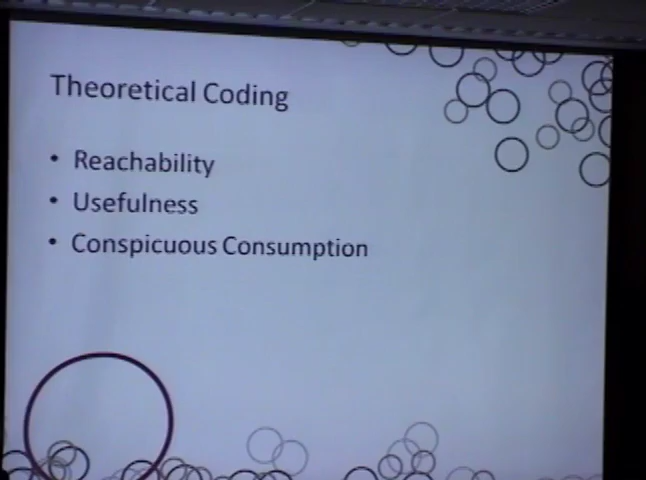 Theoretical Coding
• Reachability
• Usefulness
• Conspicuous Consumption